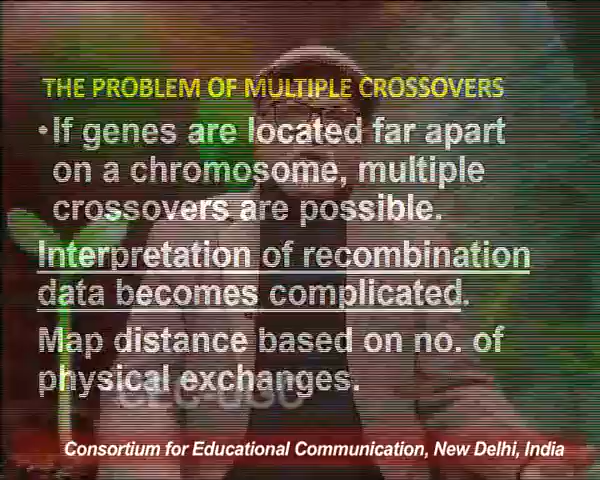 THE PROBLEM OF MULTIPLE CROSSOVERS
•If genes are located far apart
on a chromosome, multiple
crossovers are possible.
Interpretation of recombination
data becomes complicated.
Map distance based on no. of
physical exchanges.
CEC-UGC
Consortium for Educational Communication, New Delhi, India